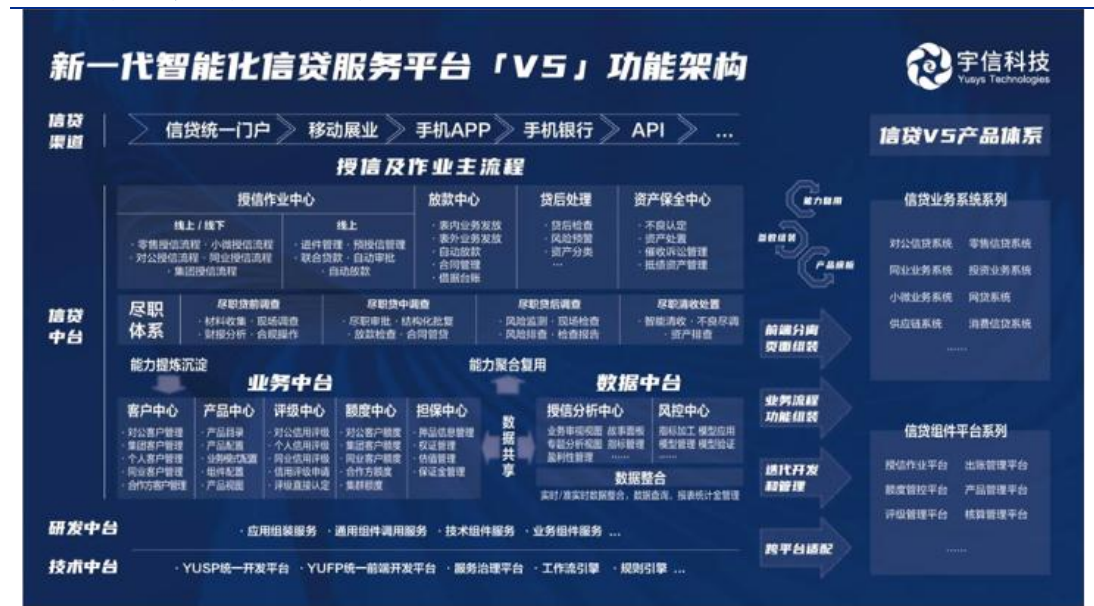 新一代智能化信贷服务平台「V5」功能架构
宇信科技
Yusys Technologies
信贷
渠道
信贷统一门户
移动展业
手机APP
手机银行
API
...
授信及作业主流程
信贷V5产品体系
信贷
中台
授信作业中心
线上/线下
·零售授信流程 ·小微授信流程
·对公授信流程 ·同业授信流程
·集团授信流程
线上
·进件管理 ·预授信管理
·联合贷款 ·自动审批
·自动放款
放款中心
·表内业务发放
·表外业务发放
·自动放款
·合同管理
·借据台账
贷后处理
·贷后检查
·风险预警
·资产分类
...
资产保全中心
·不良认定
·资产处置
·催收诉讼管理
·抵债资产管理
尽职
体系
尽职贷前调查
·材料收集 ·现场调查
·财报分析 ·合规操作
尽职贷中调查
·尽职审批 ·结构化批复
·放款检查 ·合同管贷
尽职贷后调查
·风险监测 ·现场检查
·风险排查 ·检查报告
尽职清收处置
·智能清收 ·不良尽调
·资产排查
能力提炼沉淀
能力聚合复用
业务中台
客户中心
·对公客户管理
·集团客户管理
·个人客户管理
·同业客户管理
·合作方客户管理
产品中心
·产品目录
·产品配置
·业务模式配置
·组件配置
·产品视图
评级中心
·对公信用评级
·个人信用评级
·同业信用评级
·信用评级申请
·评级直接认定
额度中心
·对公客户额度
·集团客户额度
·同业客户额度
·合作方额度
·集群额度
担保中心
·押品信息管理
·权证管理
·估值管理
·保证金管理
数据共享
数据中台
授信分析中心
业务审视视图 故事面板
专题分析视图 指标管理
盈利性管理 ......
风控中心
指标加工 模型应用
模型管理 模型验证
......
数据整合
实时/准实时数据整合，数据查询、报表统计全管理
研发中台
·应用组装服务 ·通用组件调用服务 ·技术组件服务 ·业务组件服务 ...
技术中台
·YUSP统一开发平台 ·YUFP统一前端开发平台 ·服务治理平台 ·工作流引擎 ·规则引擎 ...
能力复用
前端分离
页面组装
业务流程
功能组装
迭代开发
和管理
跨平台适配
信贷业务系统系列
对公信贷系统 零售信贷系统
同业业务系统 投资业务系统
小微业务系统 网贷系统
供应链系统 消费信贷系统
......
信贷组件平台系列
授信作业平台 出账管理平台
额度管控平台 产品管理平台
评级管理平台 核算管理平台
......